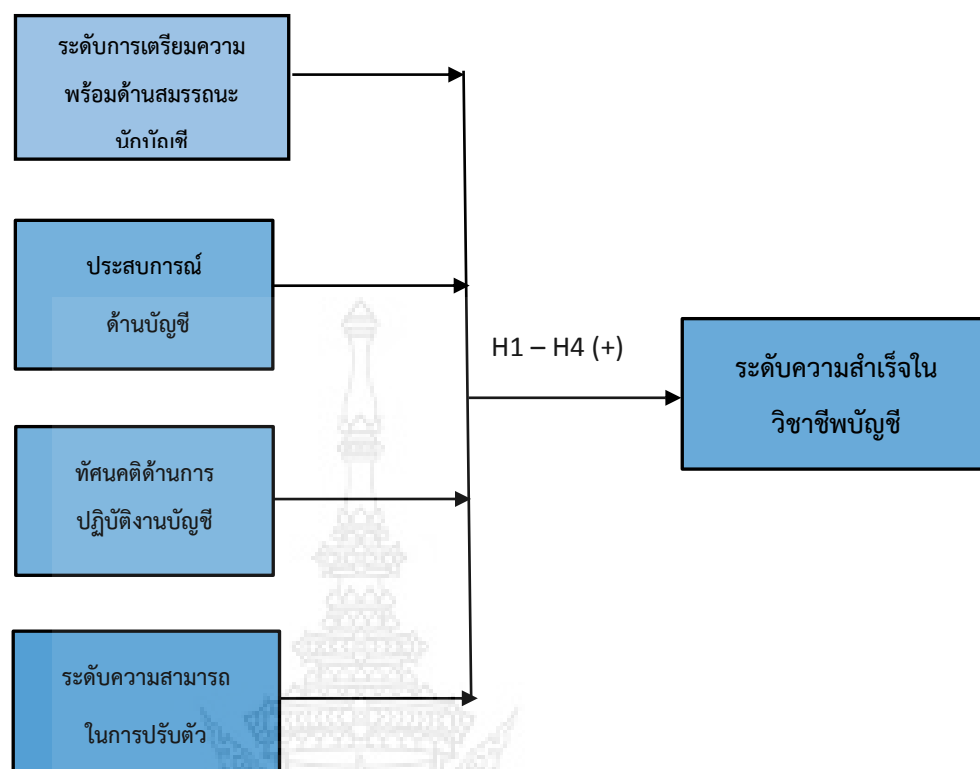 ระดับการเตรียมความ
พร้อมด้านสมรรถนะ
นักบัญชี
ประสบการณ์
ด้านบัญชี
H1 – H4 (+)
ระดับความสำเร็จใน
วิชาชีพบัญชี
ทัศนคติด้านการ
ปฏิบัติงานบัญชี
ระดับความสามารถ
ในการปรับตัว